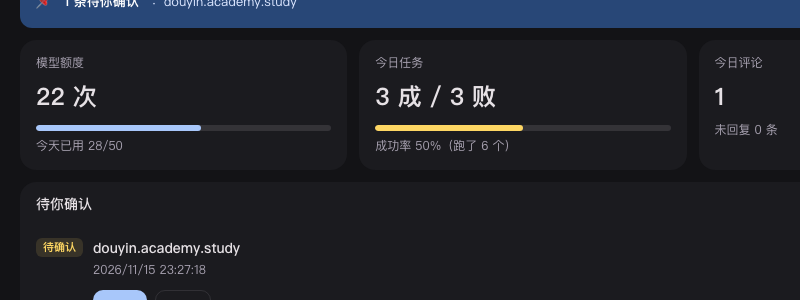 1 条待你确认 · douyin.academy.study
模型额度
22 次
今天已用 28/50
今日任务
3 成 / 3 败
成功率 50%（跑了 6 个）
今日评论
1
未回复 0 条
待你确认
待确认 douyin.academy.study
2026/11/15 23:27:18